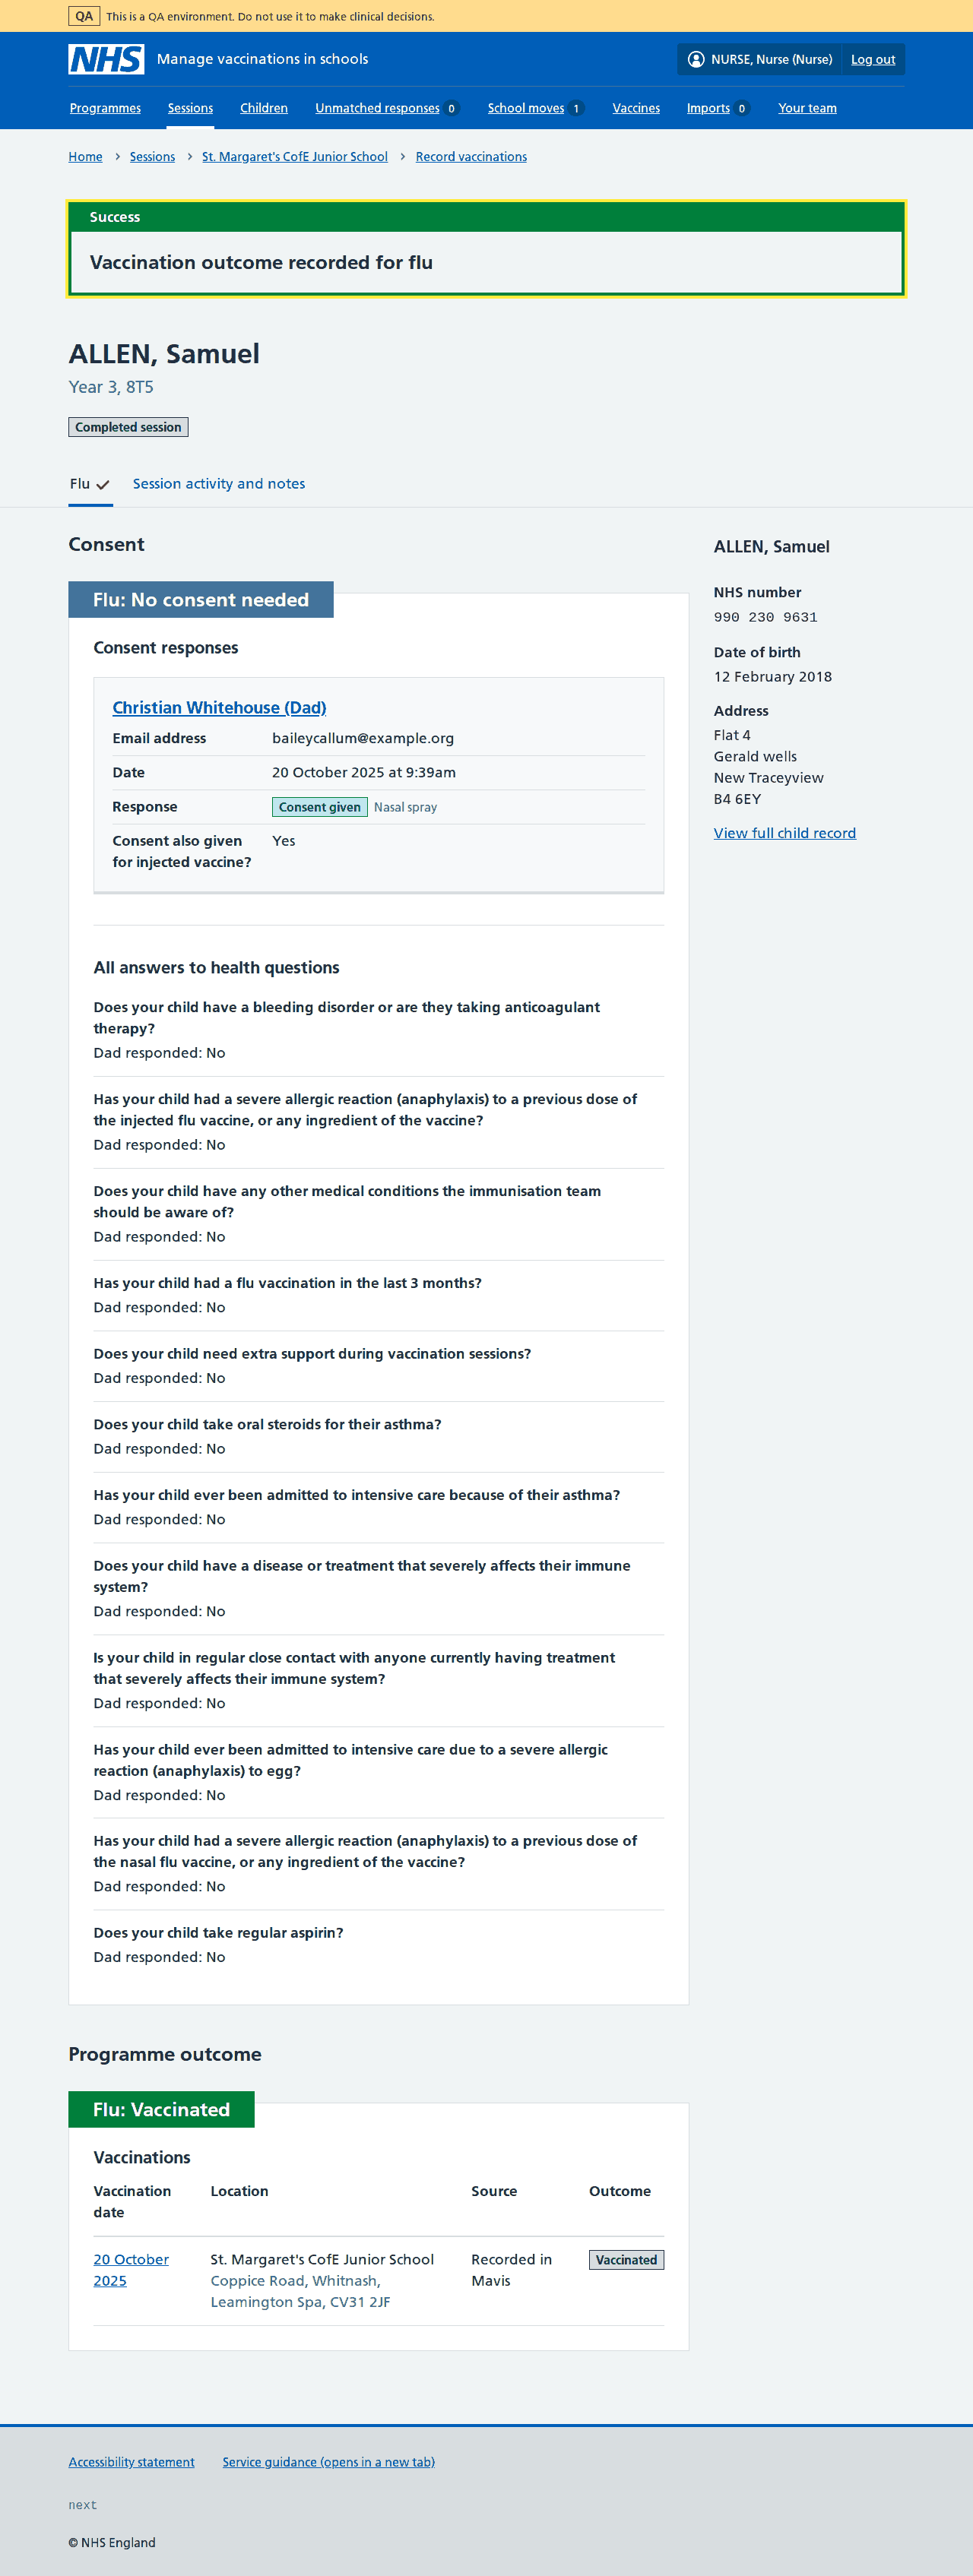 QA This is a QA environment. Do not use it to make clinical decisions.
NHS Manage vaccinations in schools NURSE, Nurse (Nurse) Log out
Programmes Sessions Children Unmatched responses 0 School moves 1 Vaccines Imports 0 Your team
Home Sessions St. Margaret's CofE Junior School Record vaccinations
Success
Vaccination outcome recorded for flu
ALLEN, Samuel
Year 3, 8T5
Completed session
Flu Session activity and notes
Consent
Flu: No consent needed
Consent responses
Christian Whitehouse (Dad)
Email address baileycallum@example.org
Date 20 October 2025 at 9:39am
Response Consent given Nasal spray
Consent also given Yes
for injected vaccine?
All answers to health questions
Does your child have a bleeding disorder or are they taking anticoagulant
therapy?
Dad responded: No
Has your child had a severe allergic reaction (anaphylaxis) to a previous dose of
the injected flu vaccine, or any ingredient of the vaccine?
Dad responded: No
Does your child have any other medical conditions the immunisation team
should be aware of?
Dad responded: No
Has your child had a flu vaccination in the last 3 months?
Dad responded: No
Does your child need extra support during vaccination sessions?
Dad responded: No
Does your child take oral steroids for their asthma?
Dad responded: No
Has your child ever been admitted to intensive care because of their asthma?
Dad responded: No
Does your child have a disease or treatment that severely affects their immune
system?
Dad responded: No
Is your child in regular close contact with anyone currently having treatment
that severely affects their immune system?
Dad responded: No
Has your child ever been admitted to intensive care due to a severe allergic
reaction (anaphylaxis) to egg?
Dad responded: No
Has your child had a severe allergic reaction (anaphylaxis) to a previous dose of
the nasal flu vaccine, or any ingredient of the vaccine?
Dad responded: No
Does your child take regular aspirin?
Dad responded: No
ALLEN, Samuel
NHS number
990 230 9631
Date of birth
12 February 2018
Address
Flat 4
Gerald wells
New Traceyview
B4 6EY
View full child record
Programme outcome
Flu: Vaccinated
Vaccinations
Vaccination Location Source Outcome
date
20 October St. Margaret's CofE Junior School Recorded in Vaccinated
2025 Coppice Road, Whitnash, Mavis
Leamington Spa, CV31 2JF
Accessibility statement Service guidance (opens in a new tab)
next
© NHS England